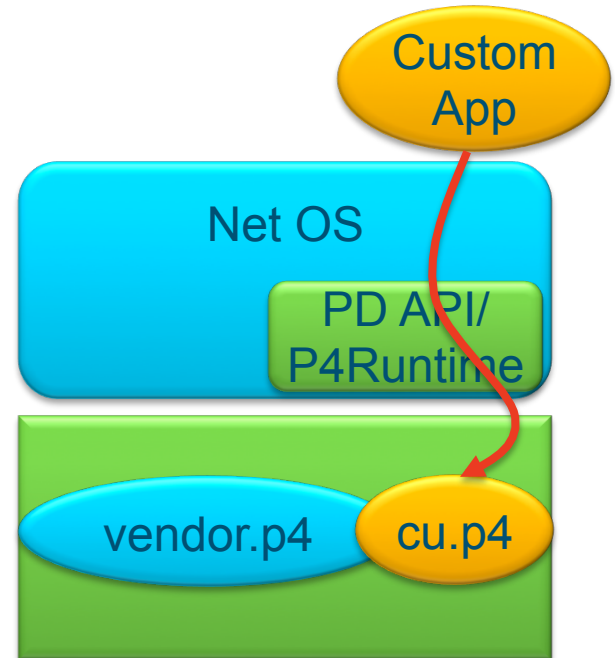 Custom
App
Net OS
PD API/
P4Runtime
vendor.p4
cu.p4